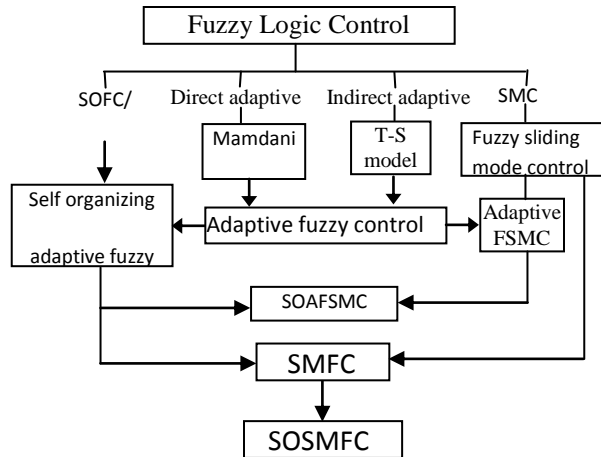 Fuzzy Logic Control
SOFC/
Direct adaptive
Indirect adaptive
SMC
Mamdani
T-S
model
Fuzzy sliding
mode control
Self organizing
adaptive fuzzy
Adaptive fuzzy control
Adaptive
FSMC
SOAFSMC
SMFC
SOSMFC